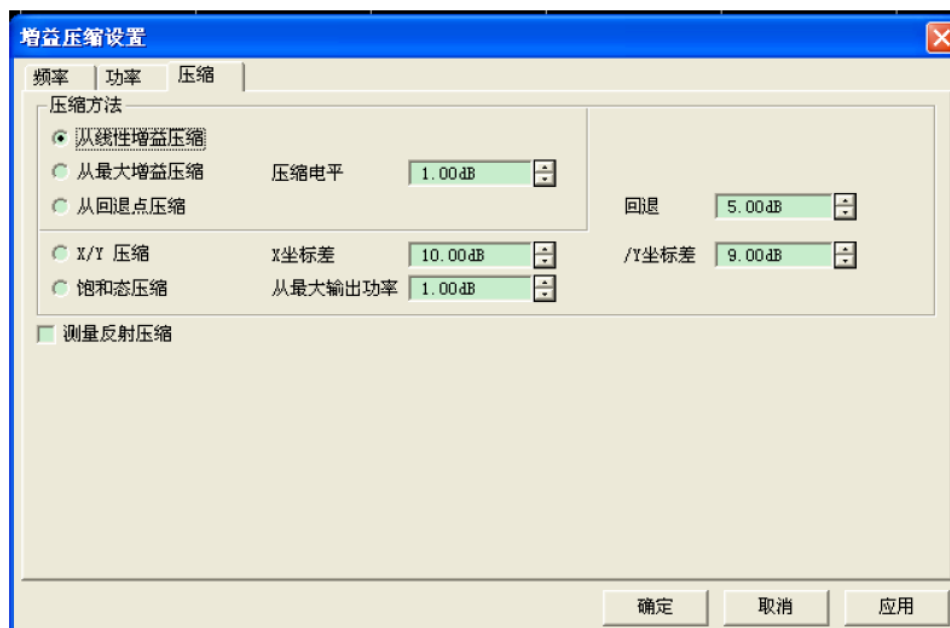 增益压缩设置
频率 功率 压缩
压缩方法
从线性增益压缩
从最大增益压缩 压缩电平 1.00dB
从回退点压缩 回退 5.00dB
X/Y 压缩 X坐标差 10.00dB /Y坐标差 9.00dB
饱和态压缩 从最大输出功率 1.00dB
测量反射压缩
确定 取消 应用